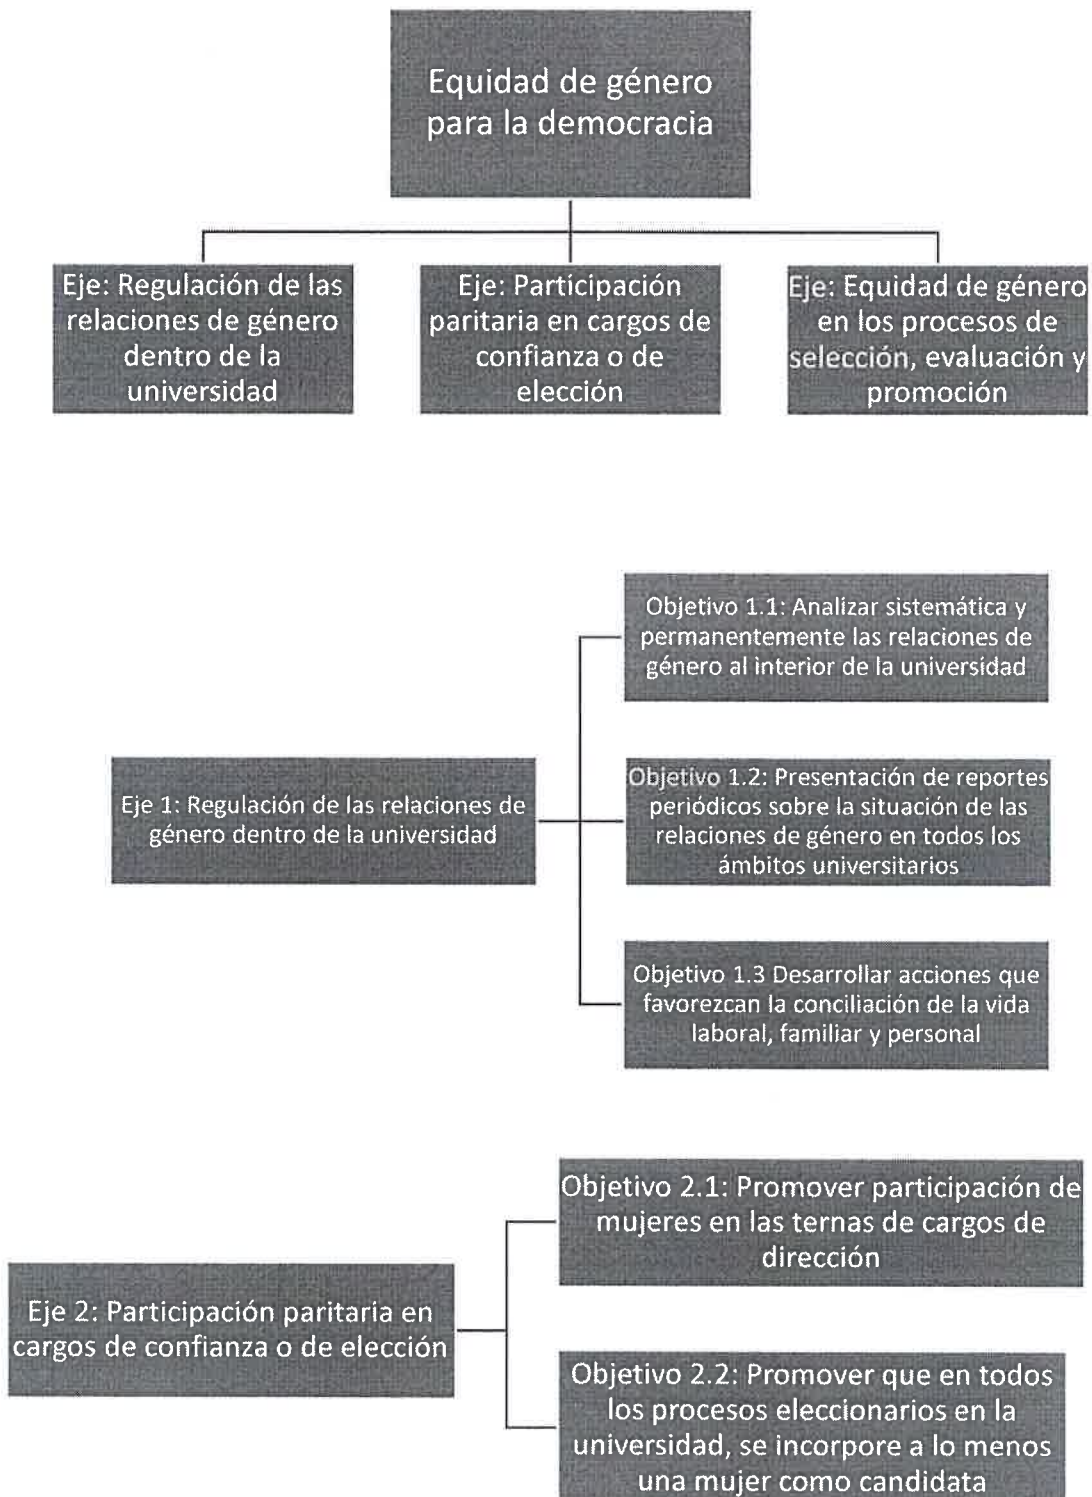 Equidad de género
para la democracia
Eje: Regulación de las
relaciones de género
dentro de la
universidad
Eje: Participación
paritaria en cargos de
confianza o de
elección
Eje: Equidad de género
en los procesos de
selección, evaluación y
promoción
Objetivo 1.1: Analizar sistemática y
permanentemente las relaciones de
género al interior de la universidad
Eje 1: Regulación de las relaciones de
género dentro de la universidad
Objetivo 1.2: Presentación de reportes
periódicos sobre la situación de las
relaciones de género en todos los
ámbitos universitarios
Objetivo 1.3 Desarrollar acciones que
favorezcan la conciliación de la vida
laboral, familiar y personal
Eje 2: Participación paritaria en
cargos de confianza o de elección
Objetivo 2.1: Promover participación de
mujeres en las ternas de cargos de
dirección
Objetivo 2.2: Promover que en todos
los procesos eleccionarios en la
universidad, se incorpore a lo menos
una mujer como candidata